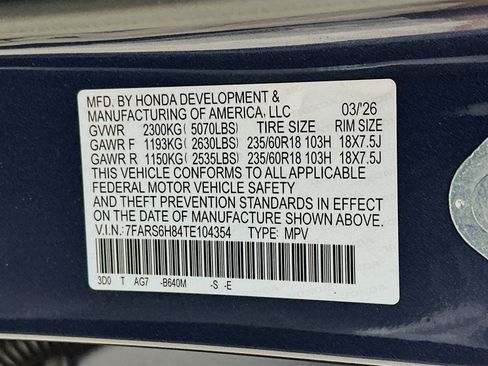 MFD. BY HONDA DEVELOPMENT &
MANUFACTURING OF AMERICA, LLC 03/'26
GVWR 2300KG ( 5070LBS) TIRE SIZE RIM SIZE
GAWR F 1193KG ( 2630LBS) 235/60R18 103H 18X7.5J
GAWR R 1150KG ( 2535LBS) 235/60R18 103H 18X7.5J
THIS VEHICLE CONFORMS TO ALL APPLICABLE
FEDERAL MOTOR VEHICLE SAFETY
AND THEFT PREVENTION STANDARDS IN EFFECT
ON THE DATE OF MANUFACTURE SHOWN ABOVE.
V.I.N.: 7FARS6H84TE104354 TYPE: MPV
3D0 T AG7 -B640M -S -E